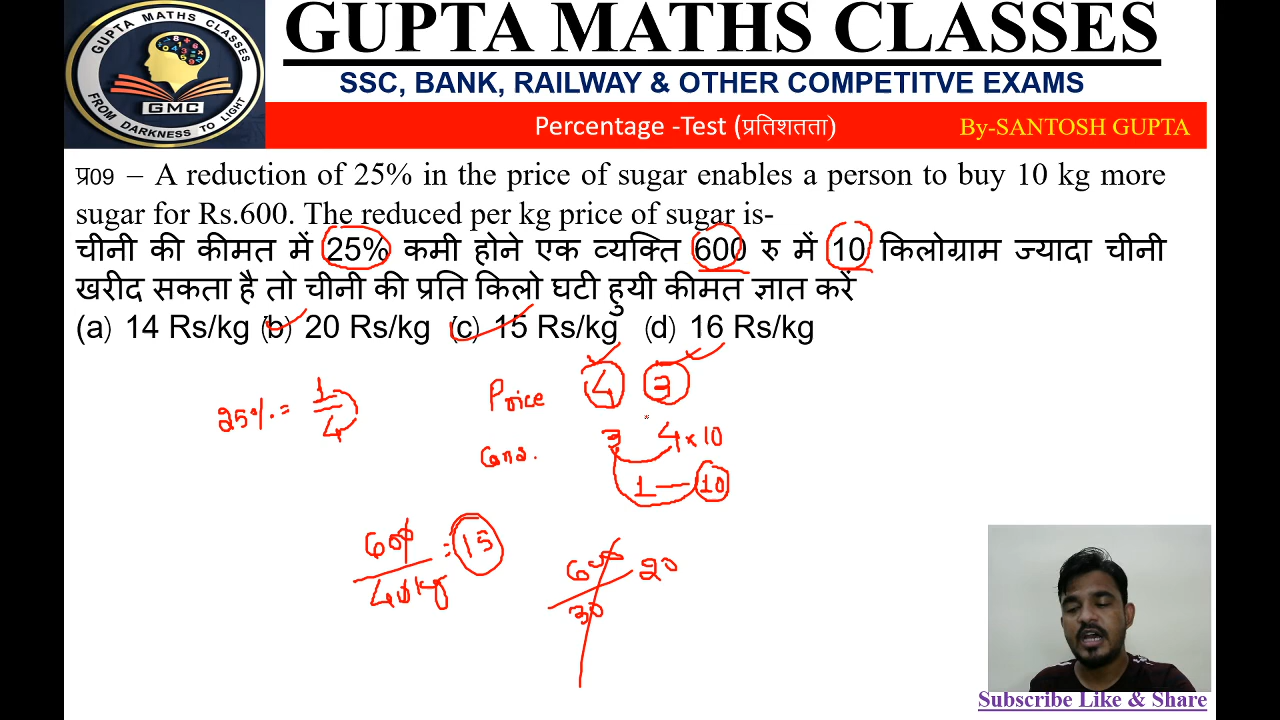 GUPTA MATHS CLASSES
FROM DARKNESS TO LIGHT
GMC
GUPTA MATHS CLASSES
SSC, BANK, RAILWAY & OTHER COMPETITVE EXAMS
Percentage -Test (प्रतिशतता) By-SANTOSH GUPTA
प्र09 – A reduction of 25% in the price of sugar enables a person to buy 10 kg more
sugar for Rs.600. The reduced per kg price of sugar is-
चीनी की कीमत में 25% कमी होने एक व्यक्ति 600 रु में 10 किलोग्राम ज्यादा चीनी
खरीद सकता है तो चीनी की प्रति किलो घटी हुयी कीमत ज्ञात करें
(a) 14 Rs/kg (b) 20 Rs/kg (c) 15 Rs/kg (d) 16 Rs/kg
25% = 1/4
Price 4 3
Cons. 3 4×10
1 — 10
600/40kg = 15
600/30 20
Subscribe Like & Share